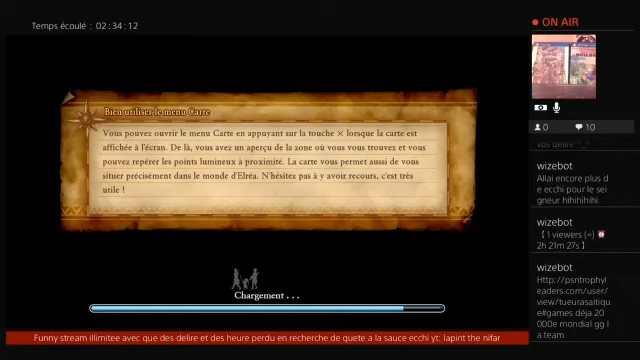 Temps écoulé : 02:34:12
ON AIR
Bien utiliser le menu Carte
Vous pouvez ouvrir le menu Carte en appuyant sur la touche × lorsque la carte est
affichée à l'écran. De là, vous avez un aperçu de la zone où vous vous trouvez et vous
pouvez repérer les points lumineux à proximité. La carte vous permet aussi de vous
situer précisément dans le monde d'Elréa. N'hésitez pas à y avoir recours, c'est très
utile !
Chargement . . .
0
10
vos délire ^_^
wizebot
Allai encore plus d
e ecchi pour le sei
gneur hihihihihi
wizebot
[ 1 viewers (=) ⏰
2h 21m 27s ]
wizebot
Http://psntrophyl
eaders.com/user/
view/tueurasaitiqu
e#games déja 20
000e mondial gg l
a team
Funny stream illimitee avec que des delire et des heure perdu en recherche de quete a la sauce ecchi yt: lapint the nifar